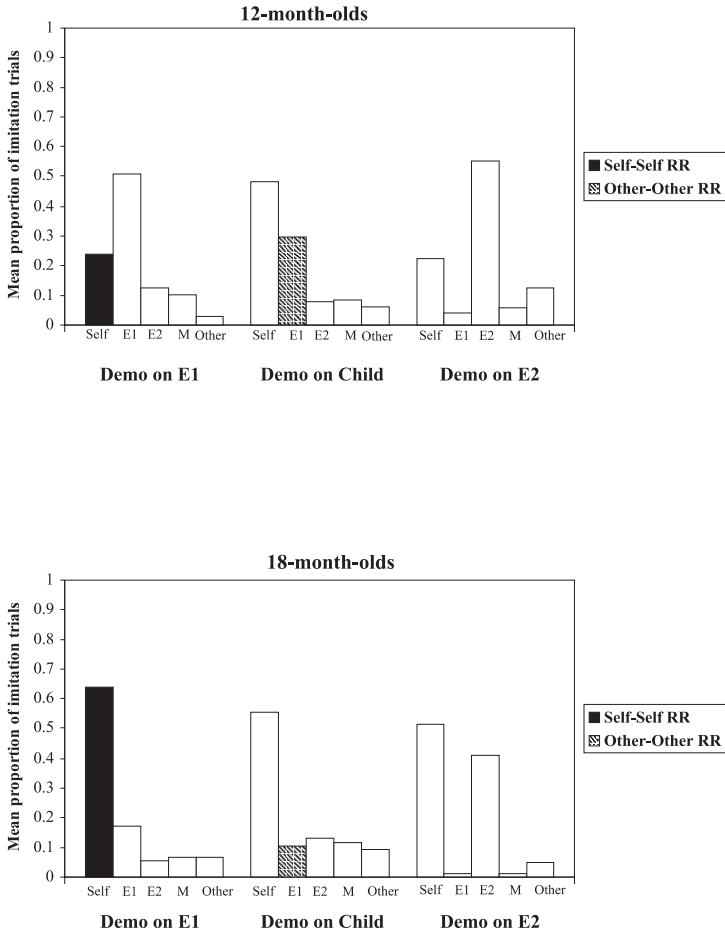 12-month-olds
Mean proportion of imitation trials
1
0.9
0.8
0.7
0.6
0.5
0.4
0.3
0.2
0.1
0
Self E1 E2 M Other Self E1 E2 M Other Self E1 E2 M Other
Demo on E1 Demo on Child Demo on E2
Self-Self RR
Other-Other RR
18-month-olds
Mean proportion of imitation trials
1
0.9
0.8
0.7
0.6
0.5
0.4
0.3
0.2
0.1
0
Self E1 E2 M Other Self E1 E2 M Other Self E1 E2 M Other
Demo on E1 Demo on Child Demo on E2
Self-Self RR
Other-Other RR